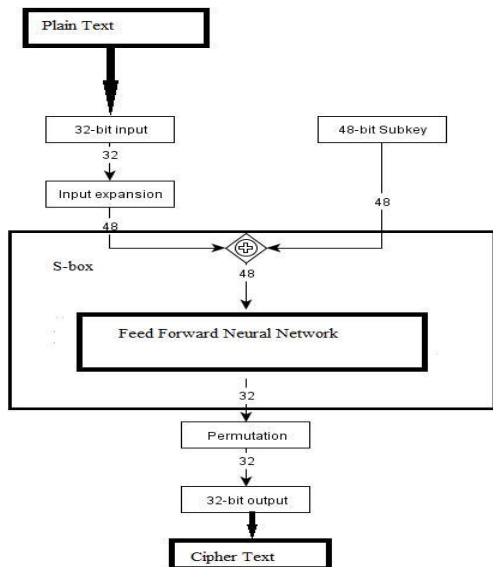 Plain Text
32-bit input
48-bit Subkey
32
Input expansion
48
48
S-box
48
Feed Forward Neural Network
32
Permutation
32
32-bit output
Cipher Text